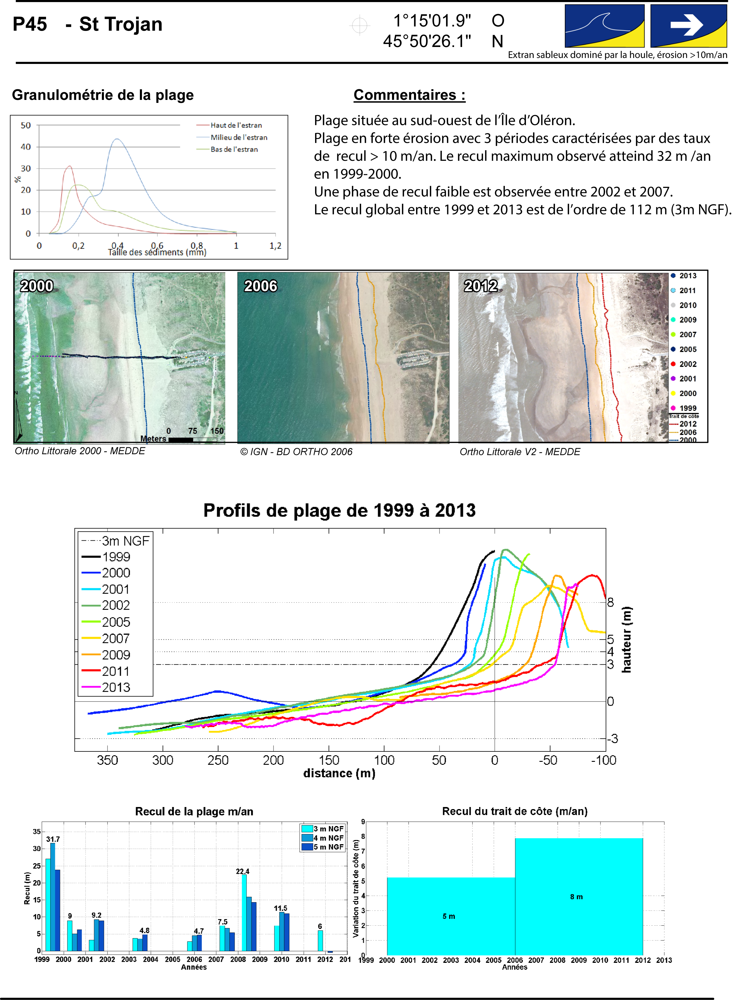 P45 - St Trojan
1°15'01.9" O
45°50'26.1" N
Extran sableux dominé par la houle, érosion >10m/an
Granulométrie de la plage
50
40
30
20
10
0
%
Haut de l'estran
Milieu de l'estran
Bas de l'estran
0 0,2 0,4 0,6 0,8 1 1,2
Taille des sédiments (mm)
Commentaires :
Plage située au sud-ouest de l'Île d'Oléron.
Plage en forte érosion avec 3 périodes caractérisées par des taux
de recul > 10 m/an. Le recul maximum observé atteind 32 m /an
en 1999-2000.
Une phase de recul faible est observée entre 2002 et 2007.
Le recul global entre 1999 et 2013 est de l'ordre de 112 m (3m NGF).
2000
N
0 75 150
Meters
2006
2012
2013
2011
2010
2009
2007
2005
2002
2001
2000
1999
Trait de côte
2012
2006
2000
Ortho Littorale 2000 - MEDDE
© IGN - BD ORTHO 2006
Ortho Littorale V2 - MEDDE
Profils de plage de 1999 à 2013
3m NGF
1999
2000
2001
2002
2005
2007
2009
2011
2013
8
5
4
3
0
-3
hauteur (m)
350 300 250 200 150 100 50 0 -50 -100
distance (m)
Recul de la plage m/an
35
30
25
20
15
10
5
0
Recul (m)
3 m NGF
4 m NGF
5 m NGF
31.7
9
9.2
4.8
4.7
7.5
22.4
11.5
6
1999 2000 2001 2002 2003 2004 2005 2006 2007 2008 2009 2010 2011 2012 201
Années
Recul du trait de côte (m/an)
9
8
7
6
5
4
3
2
1
0
Variation du trait de côte (m)
5 m
8 m
1999 2000 2001 2002 2003 2004 2005 2006 2007 2008 2009 2010 2011 2012 2013
Années